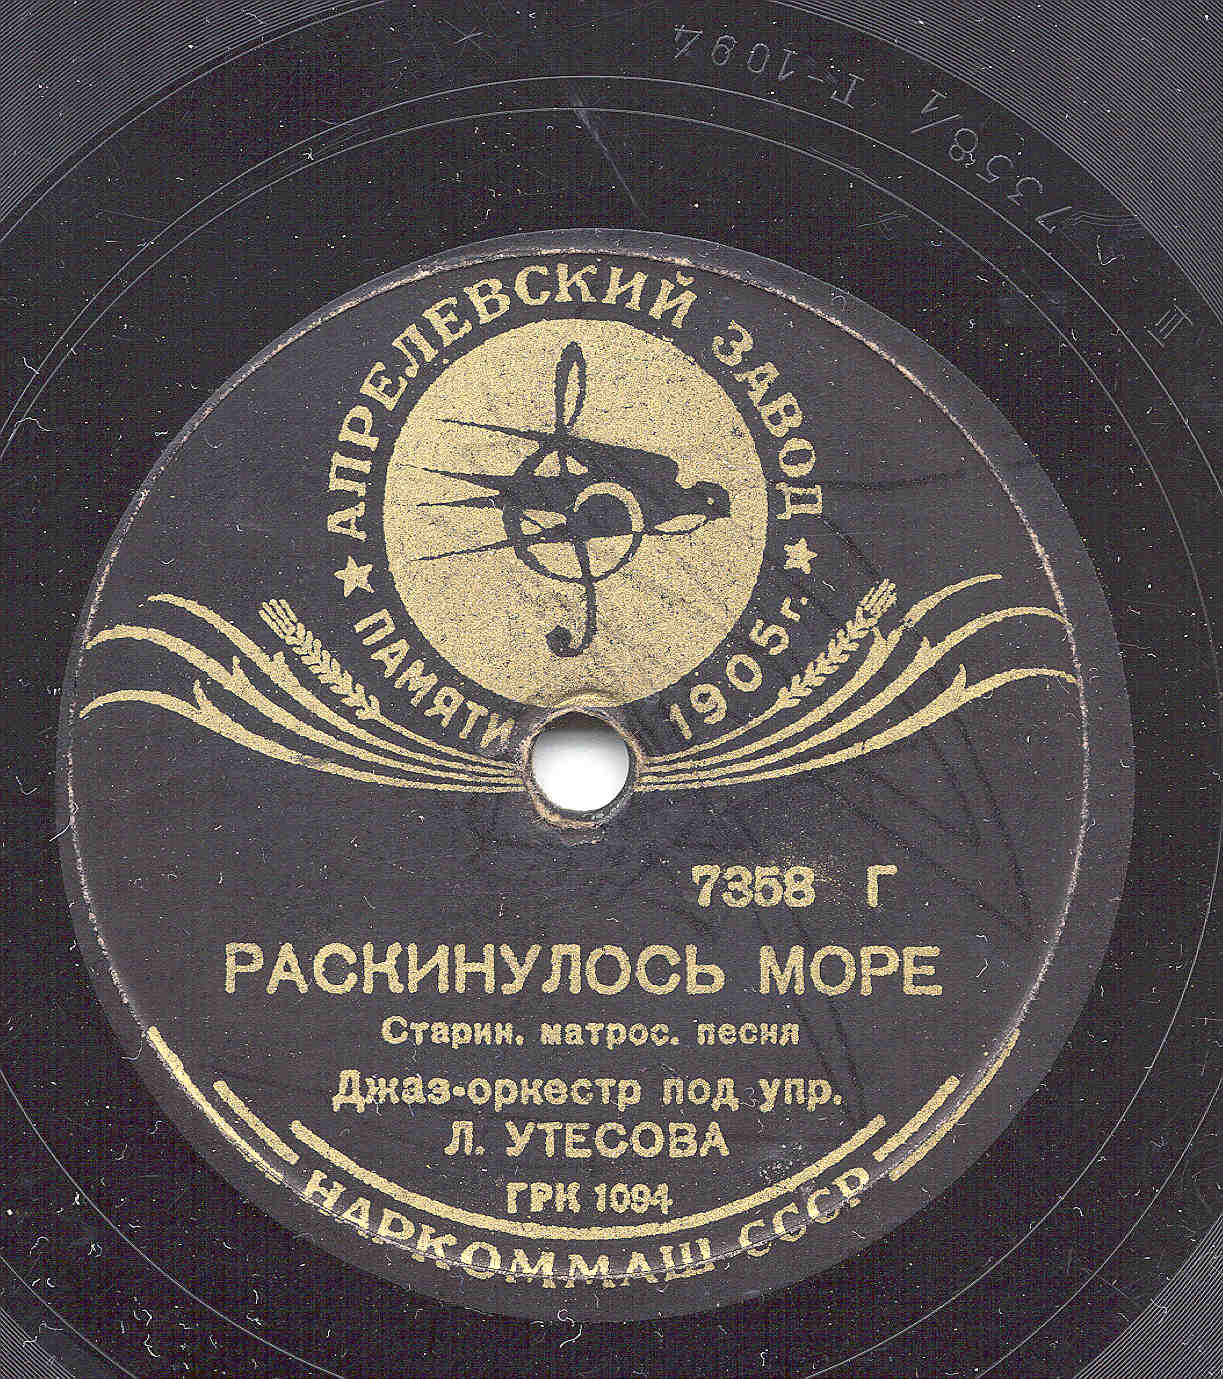 АПРЕЛЕВСКИЙ ЗАВОД
★ ПАМЯТИ 1905 г. ★
7358 Г
РАСКИНУЛОСЬ МОРЕ
Старин. матрос. песня
Джаз-оркестр под упр.
Л. УТЕСОВА
ГРК 1094
НАРКОММАШ СССР
7358/1 Г-1094
III